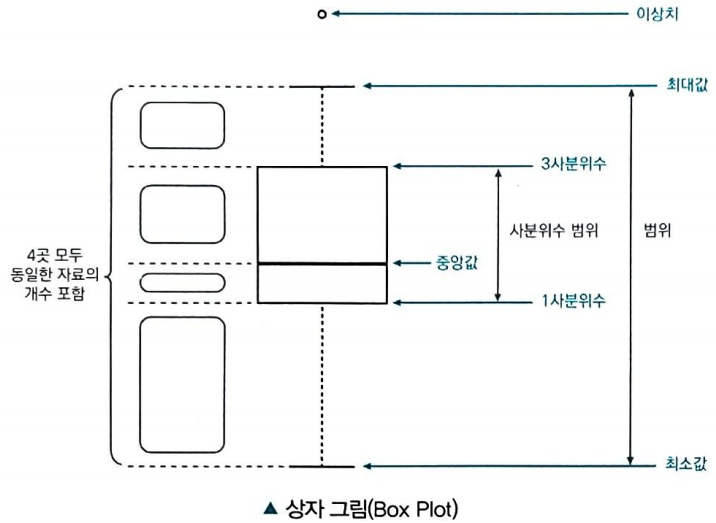 이상치
최대값
3사분위수
사분위수 범위
범위
4곳 모두
동일한 자료의
개수 포함
중앙값
1사분위수
최소값
▲ 상자 그림(Box Plot)